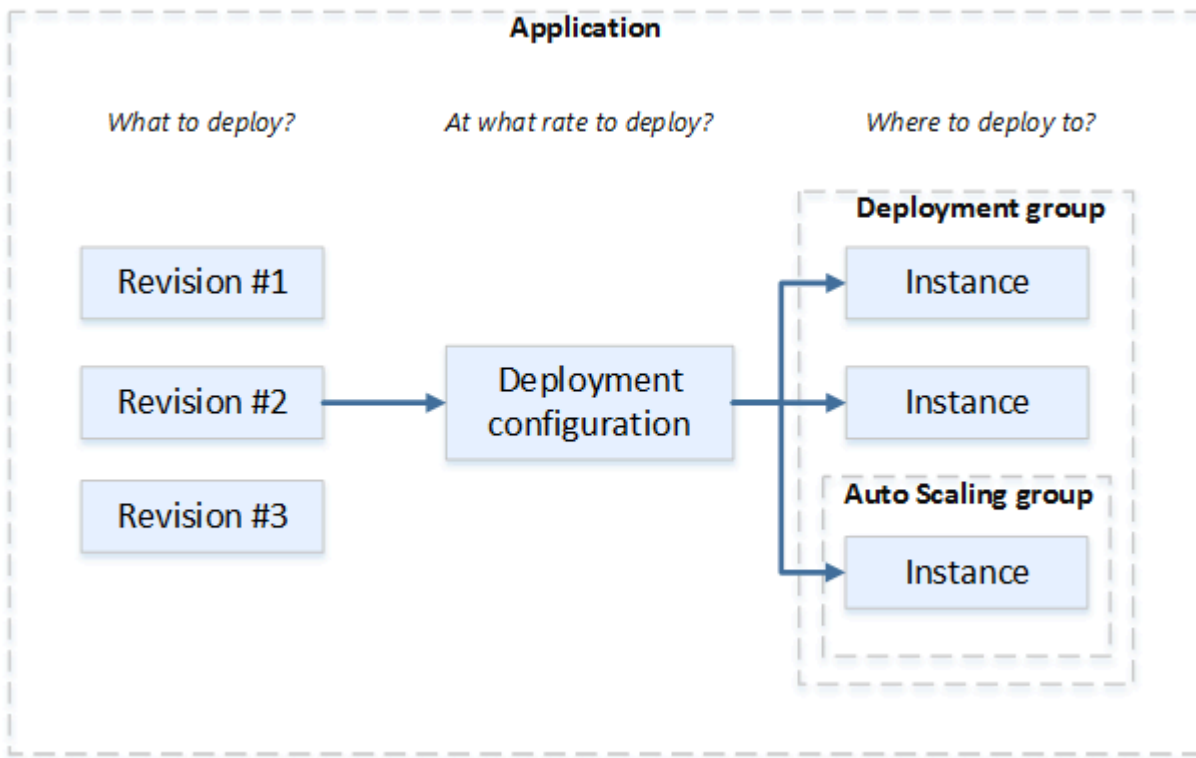 Application
What to deploy?
At what rate to deploy?
Where to deploy to?
Deployment group
Revision #1
Instance
Revision #2
Deployment
configuration
Instance
Auto Scaling group
Revision #3
Instance